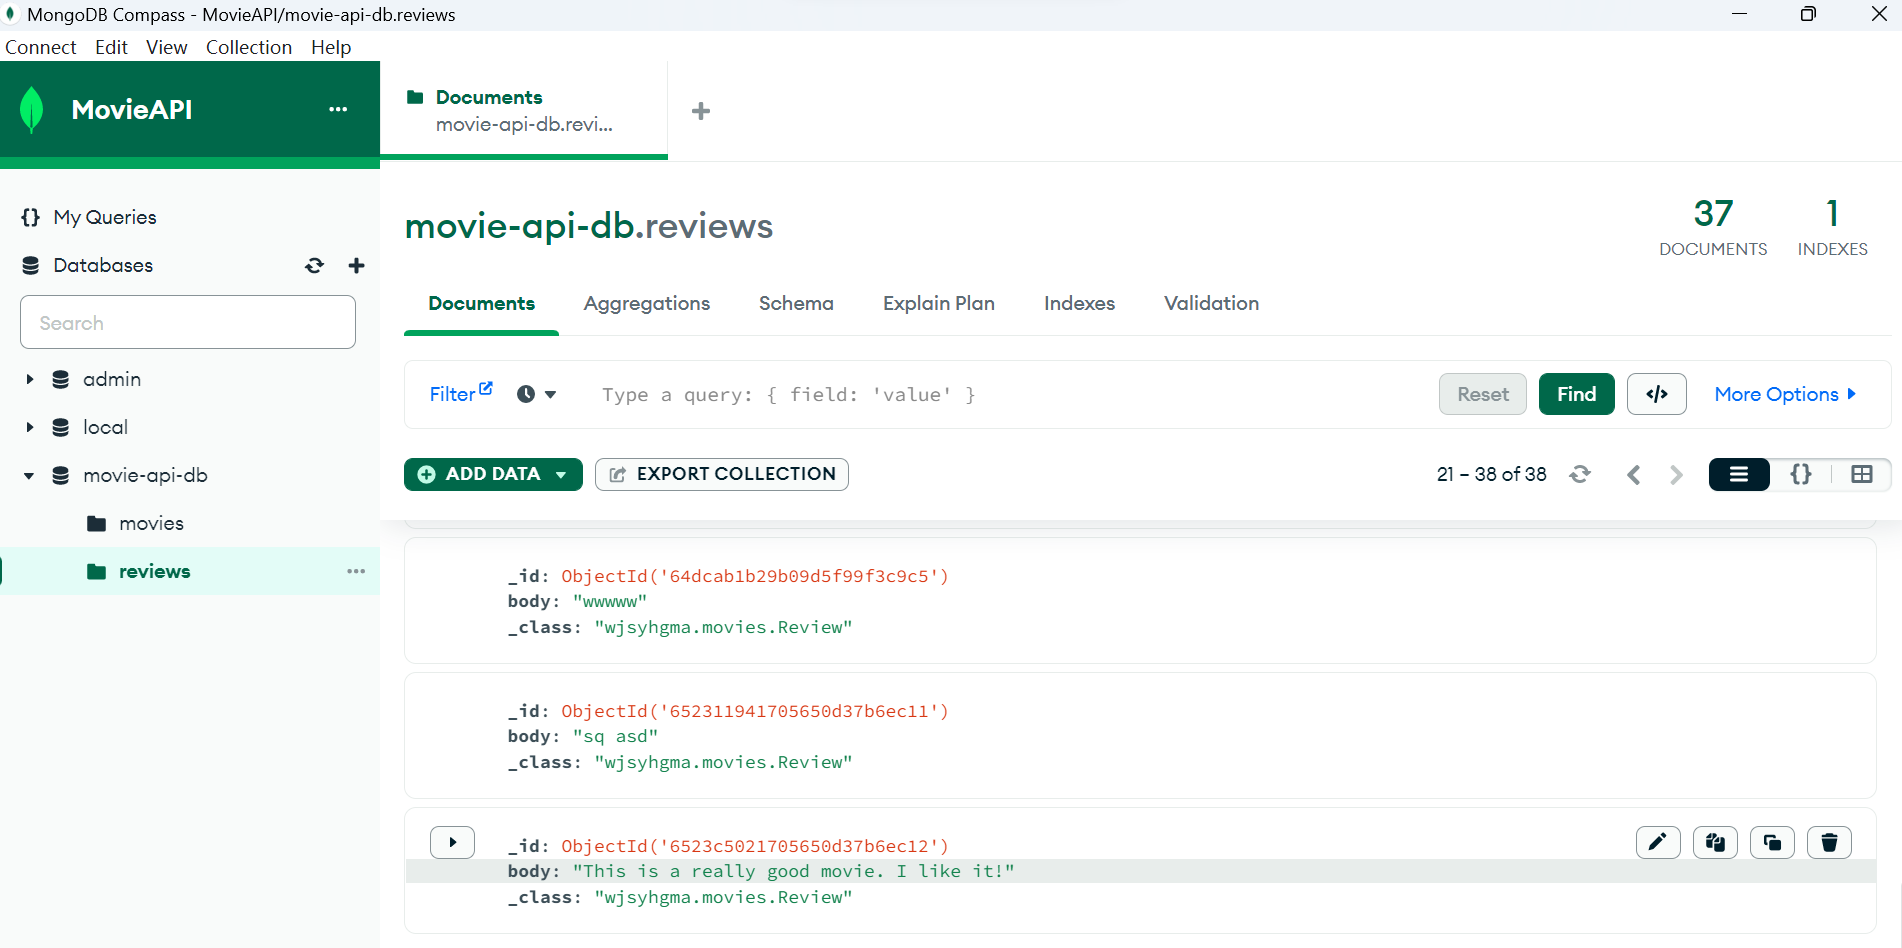 MongoDB Compass - MovieAPI/movie-api-db.reviews
Connect Edit View Collection Help
MovieAPI
Documents
movie-api-db.revi...
My Queries
Databases
Search
admin
local
movie-api-db
movies
reviews
movie-api-db.reviews
37
DOCUMENTS
1
INDEXES
Documents Aggregations Schema Explain Plan Indexes Validation
Filter Type a query: { field: 'value' } Reset Find </> More Options
ADD DATA EXPORT COLLECTION 21 – 38 of 38 {}
_id: ObjectId('64dcab1b29b09d5f99f3c9c5')
body: "wwwww"
_class: "wjsyhgma.movies.Review"
_id: ObjectId('652311941705650d37b6ec11')
body: "sq asd"
_class: "wjsyhgma.movies.Review"
_id: ObjectId('6523c5021705650d37b6ec12')
body: "This is a really good movie. I like it!"
_class: "wjsyhgma.movies.Review"